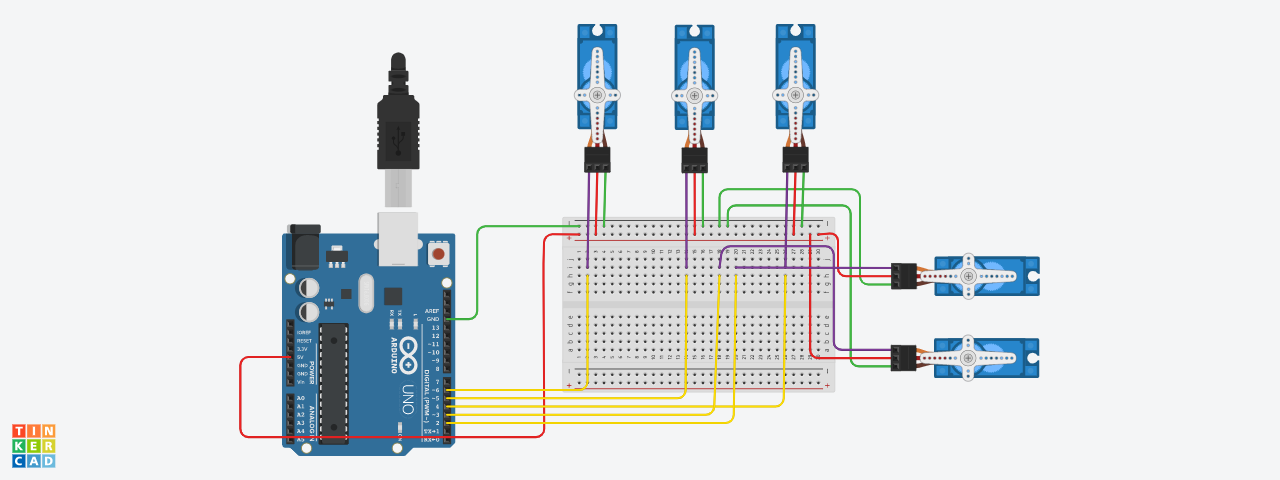 AREF
GND
13
12
~11
~10
~9
8
7
~6
~5
4
~3
2
TX→1
RX←0
DIGITAL (PWM~)
L
TX
RX
ARDUINO
UNO
IOREF
RESET
3.3V
5V
GND
GND
Vin
POWER
A0
A1
A2
A3
A4
A5
ANALOG IN
TIN
KER
CAD